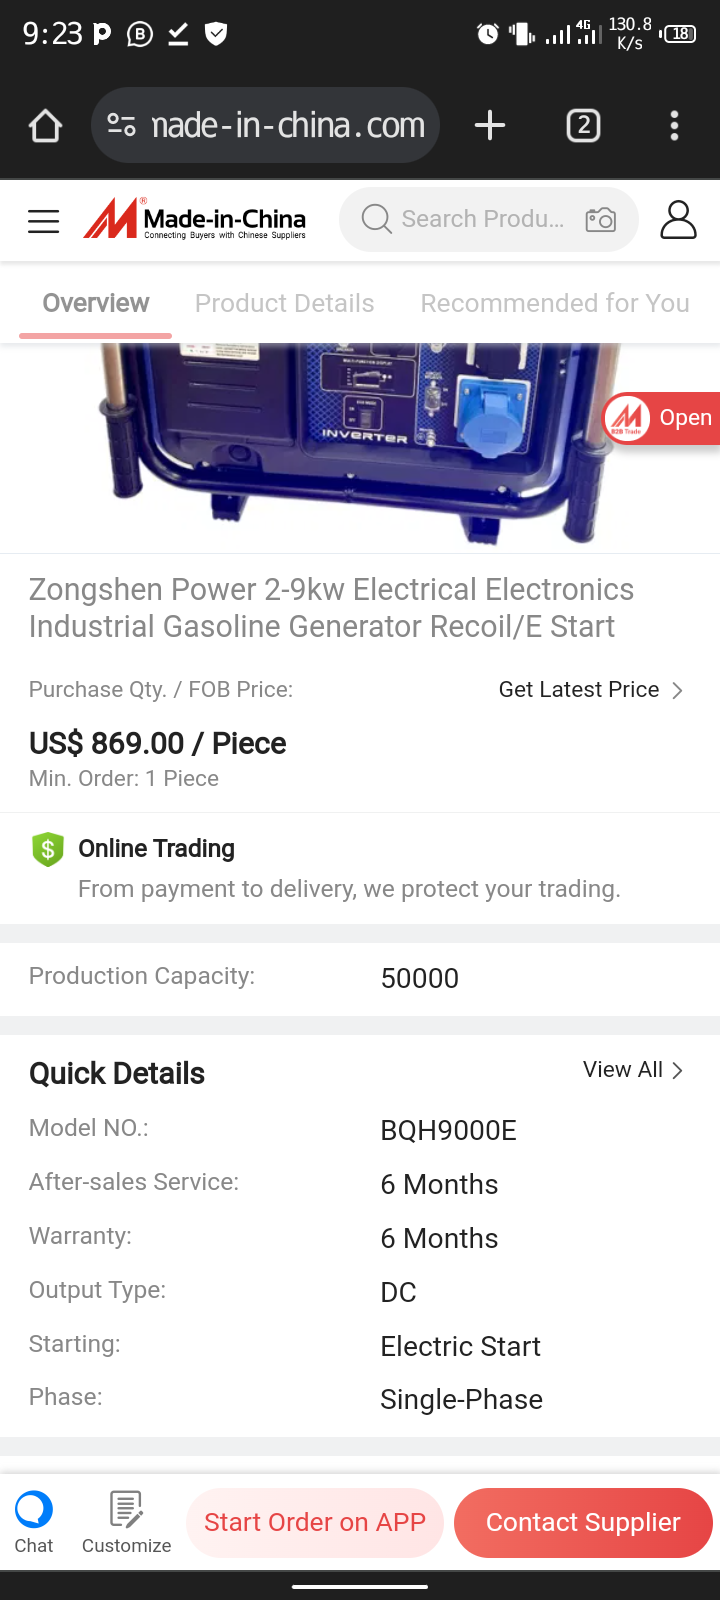 9:23
4G
130.8
K/s
18
made-in-china.com
2
Made-in-China
Connecting Buyers with Chinese Suppliers
Search Produ...
Overview
Product Details
Recommended for You
INVERTER
B2B Trade
Open
Zongshen Power 2-9kw Electrical Electronics
Industrial Gasoline Generator Recoil/E Start
Purchase Qty. / FOB Price:
Get Latest Price
US$ 869.00 / Piece
Min. Order: 1 Piece
$
Online Trading
From payment to delivery, we protect your trading.
Production Capacity:
50000
Quick Details
View All
Model NO.:
BQH9000E
After-sales Service:
6 Months
Warranty:
6 Months
Output Type:
DC
Starting:
Electric Start
Phase:
Single-Phase
Chat
Customize
Start Order on APP
Contact Supplier